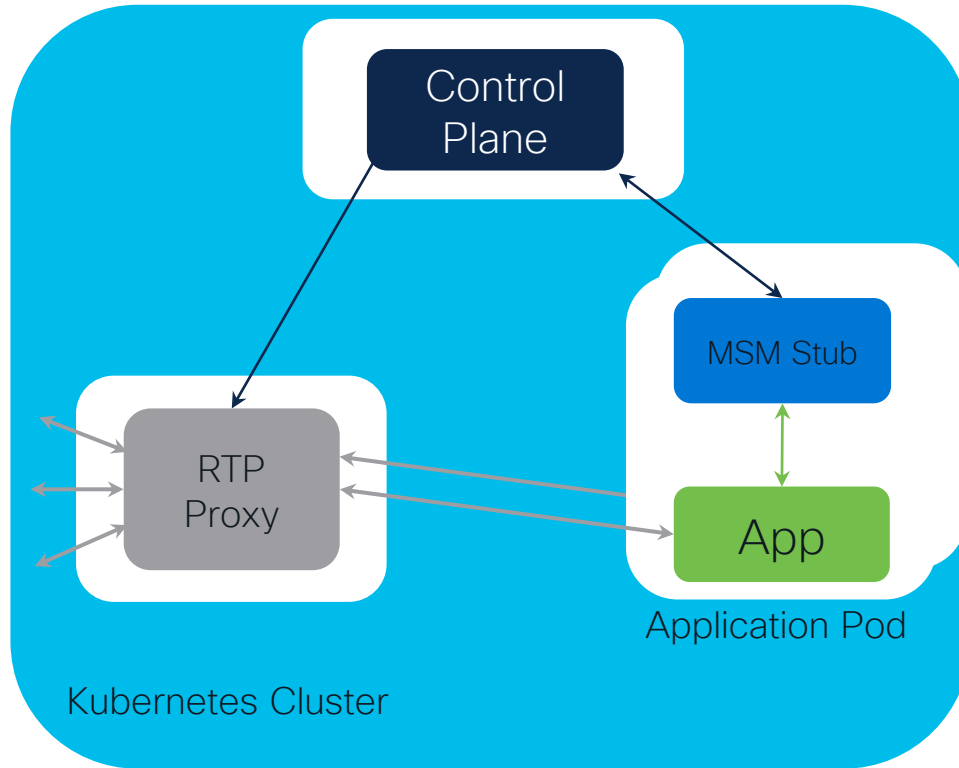 Control
Plane
MSM Stub
RTP
Proxy
App
Application Pod
Kubernetes Cluster